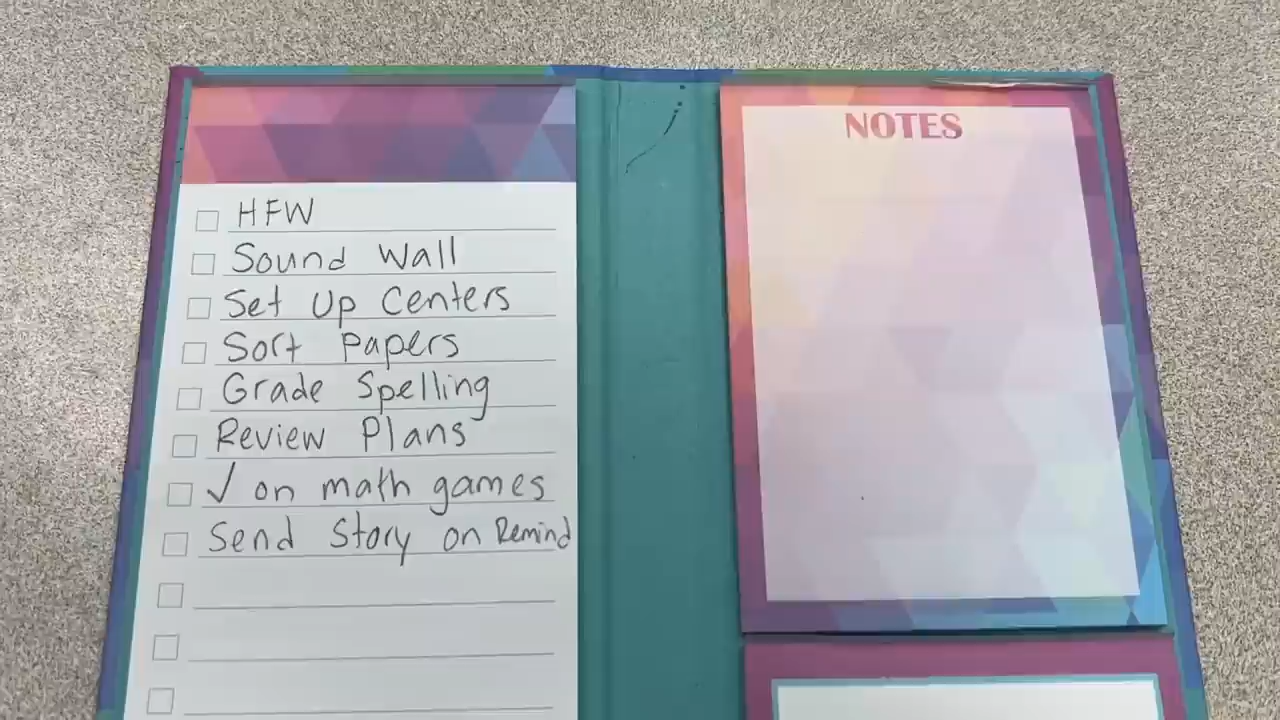 HFW
Sound Wall
Set Up Centers
Sort Papers
Grade Spelling
Review Plans
✓ on math games
Send Story on Remind
NOTES